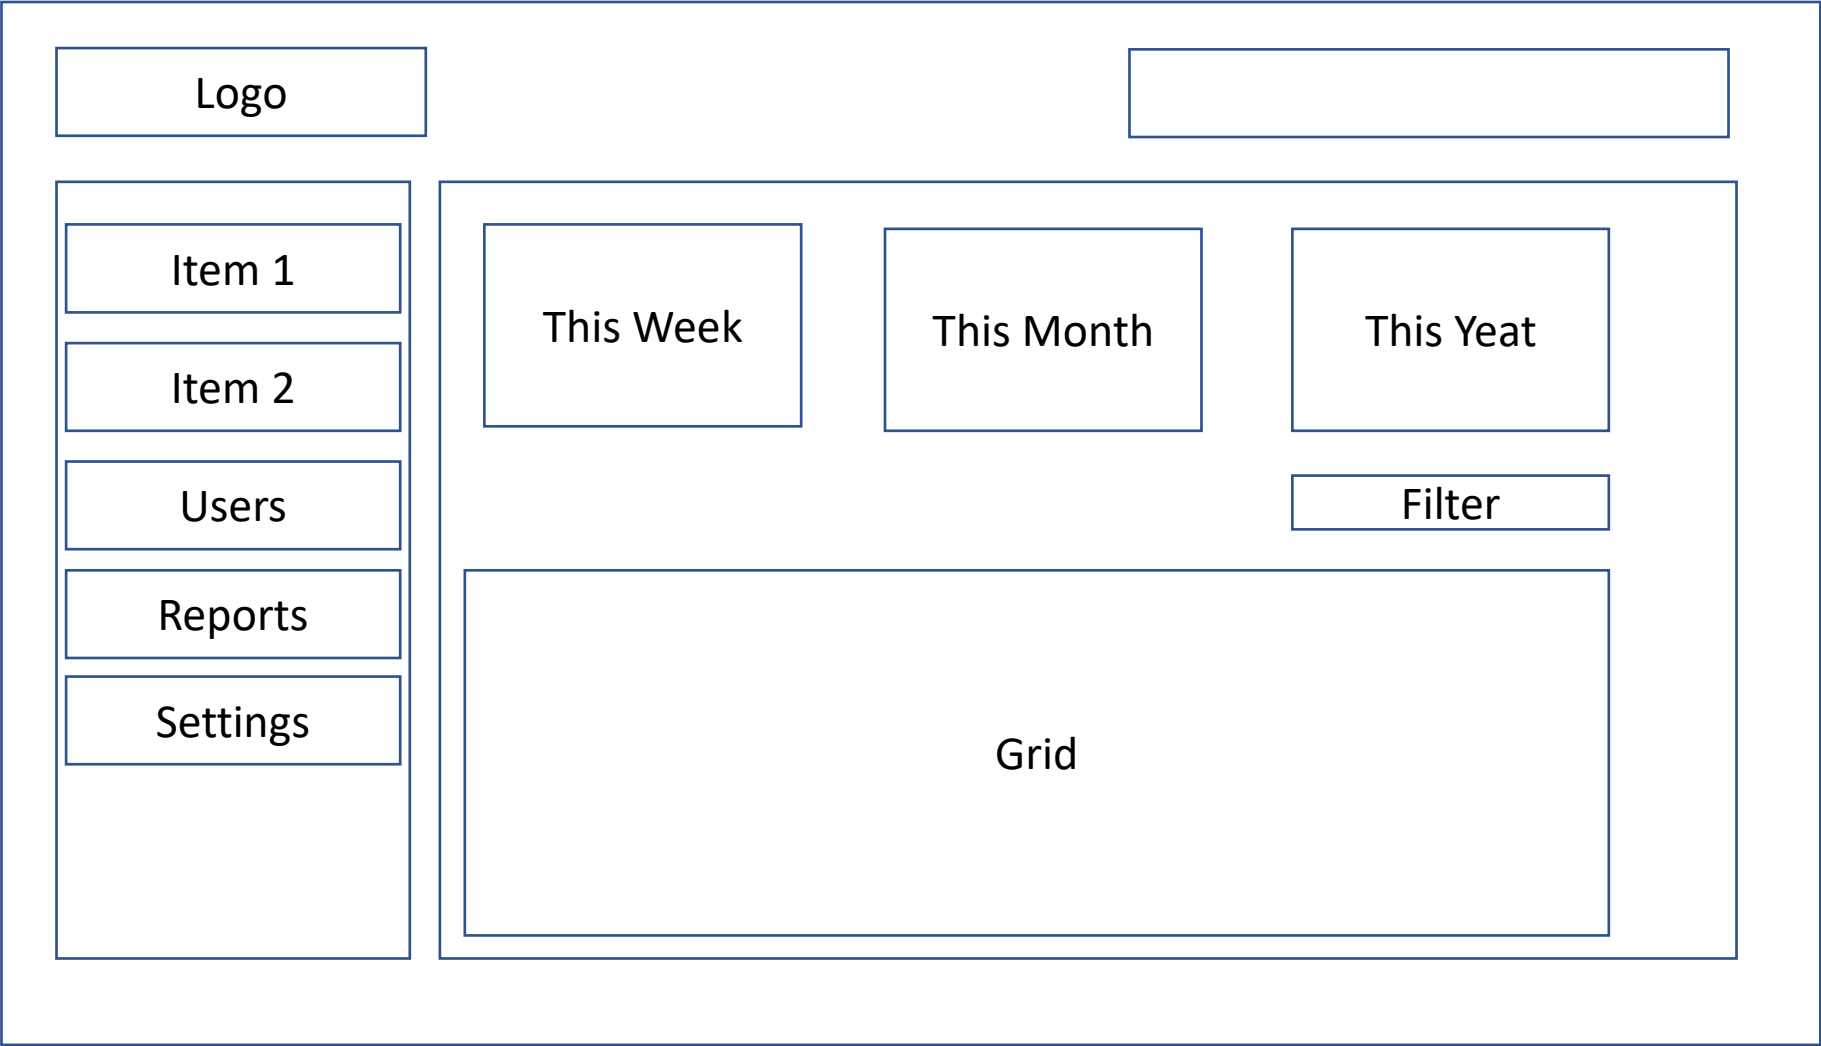 Logo
Item 1
Item 2
Users
Reports
Settings
This Week
This Month
This Yeat
Filter
Grid